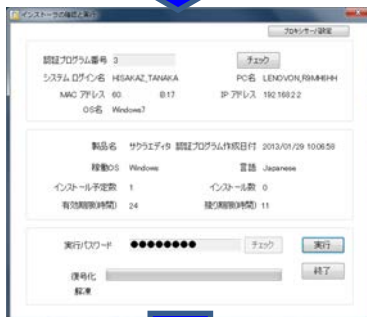 インストーラの確認と実行
プロキシサーバ設定
認証プログラム番号 3 チェック
システム ログイン名 HISAKAZ_TANAKA PC名 LENOVON_R9MH6HH
MAC アドレス 60: 8:17 IP アドレス 192.168.2.2
OS名 Windows7
製品名 サクラエディタ 認証プログラム作成日付 2013/01/29 10:06:58
稼働OS Windows 言語 Japanese
インストール予定数 1 インストール数 0
有効期限(時間) 24 残り期限(時間) 11
実行パスワード ●●●●●●●● チェック 実行
復号化 終了
解凍